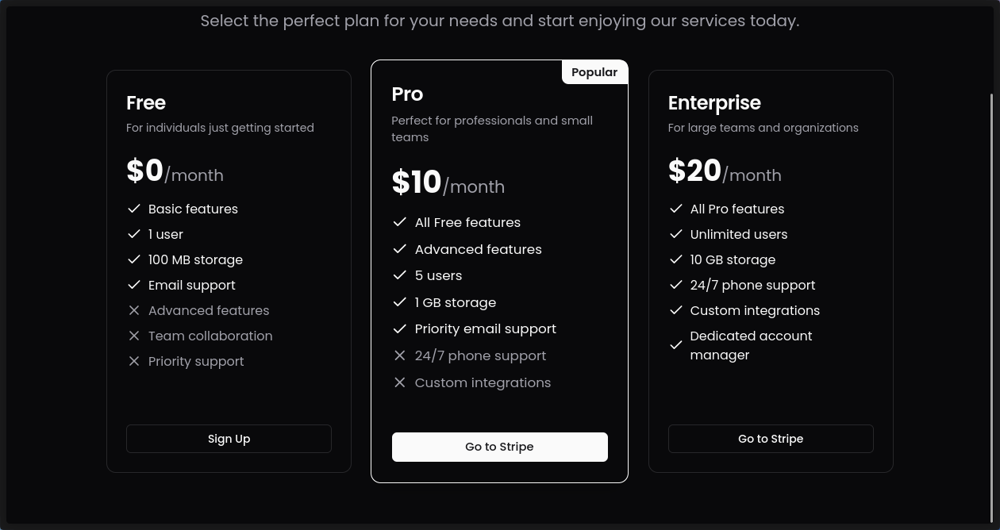 Select the perfect plan for your needs and start enjoying our services today.
Free
For individuals just getting started
$0/month
Basic features
1 user
100 MB storage
Email support
Advanced features
Team collaboration
Priority support
Sign Up
Popular
Pro
Perfect for professionals and small
teams
$10/month
All Free features
Advanced features
5 users
1 GB storage
Priority email support
24/7 phone support
Custom integrations
Go to Stripe
Enterprise
For large teams and organizations
$20/month
All Pro features
Unlimited users
10 GB storage
24/7 phone support
Custom integrations
Dedicated account
manager
Go to Stripe